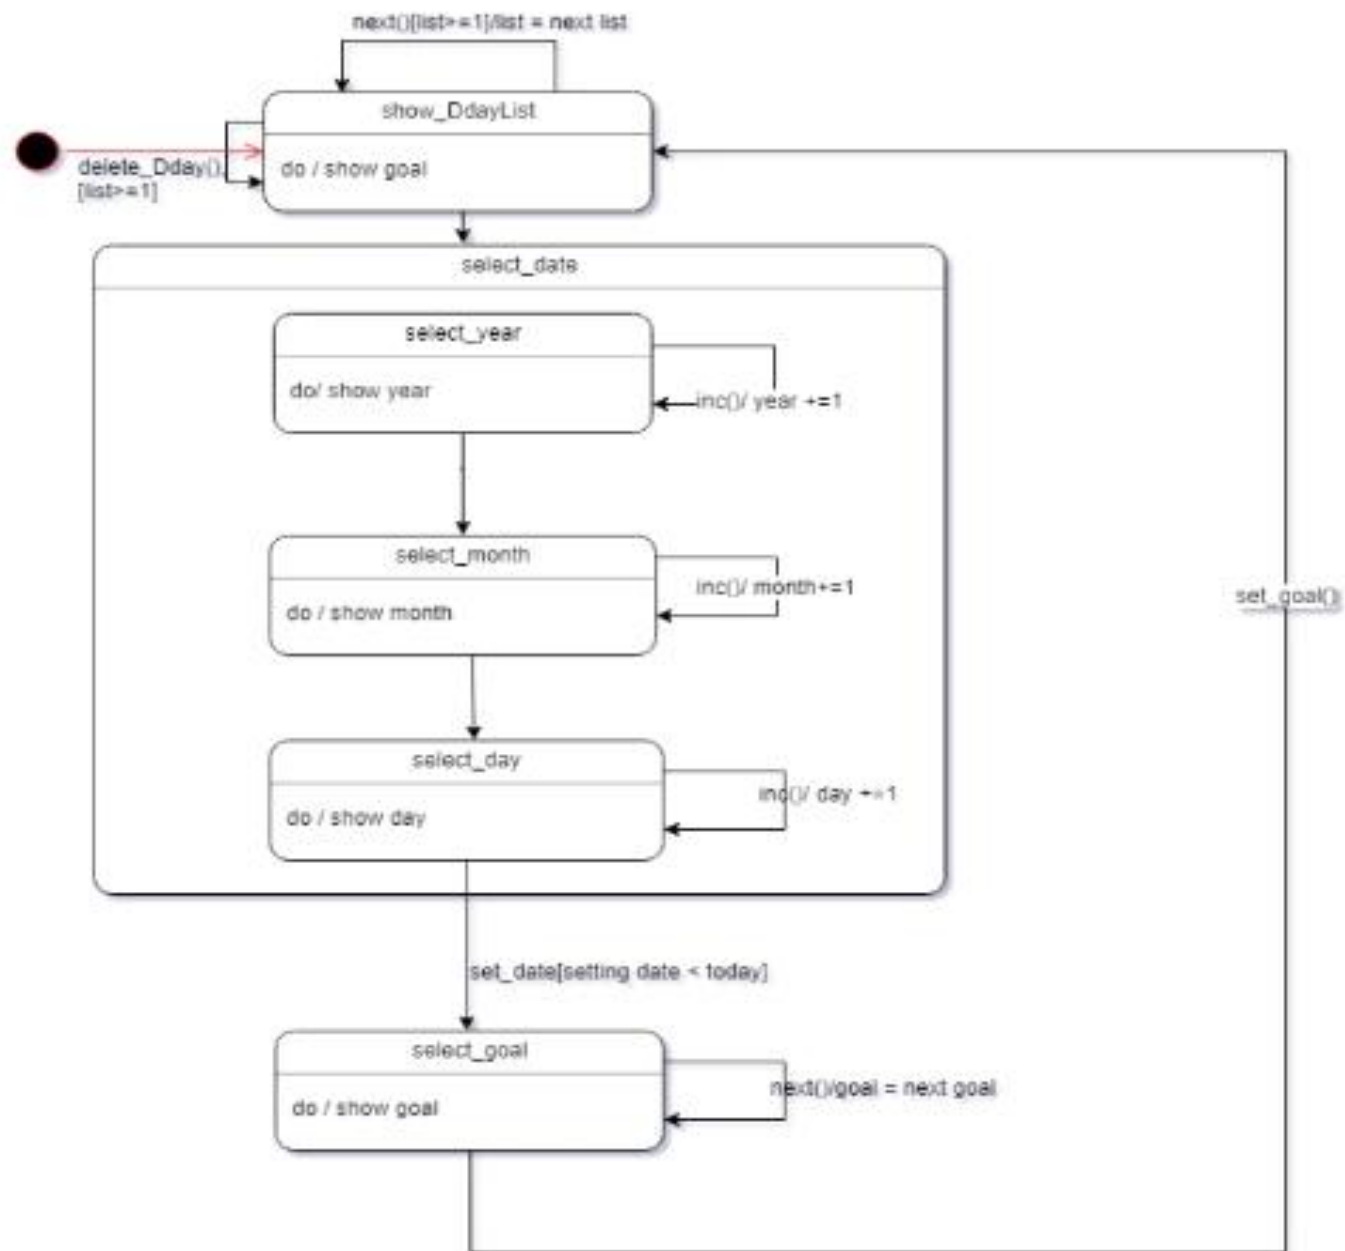 next()[list>=1]/list = next list
show_DdayList
delete_Dday(),
[list>=1]
do / show goal
select_date
select_year
do/ show year
inc()/ year +=1
select_month
do / show month
inc()/ month+=1
set_goal()
select_day
do / show day
inc()/ day +=1
set_date[setting date < today]
select_goal
do / show goal
next()/goal = next goal